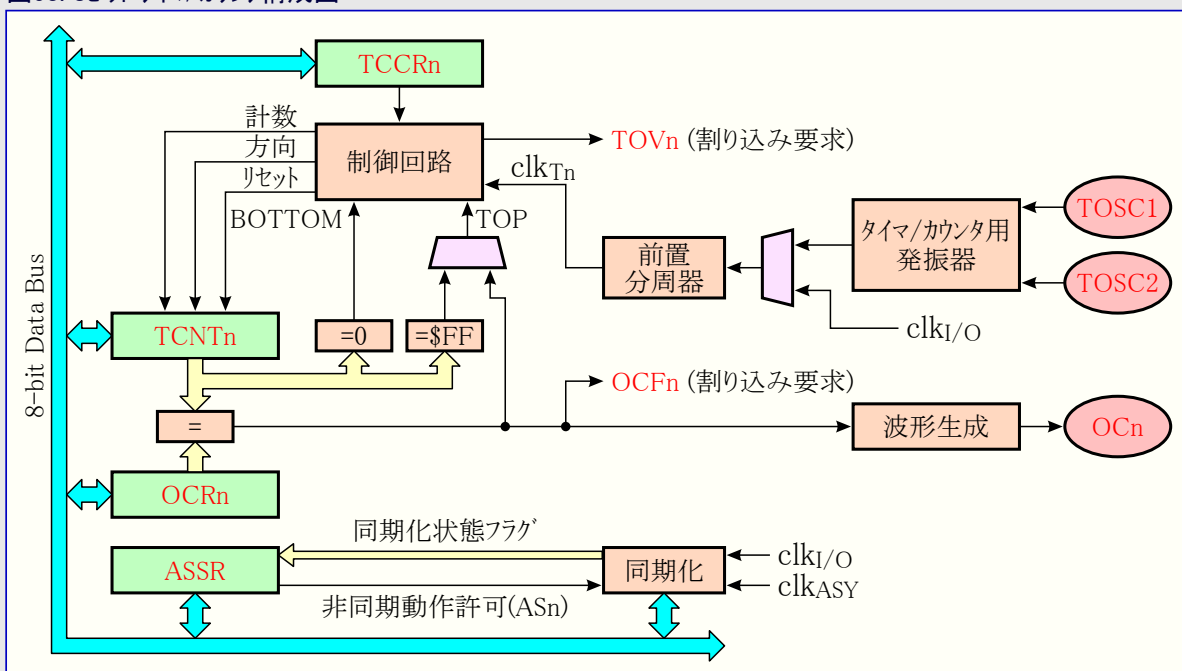 TCCRn
計数
方向
リセット
制御回路
TOVn (割り込み要求)
clkTn
BOTTOM
TOP
前置
分周器
タイマ/カウンタ用
発振器
TOSC1
TOSC2
clkI/O
TCNTn
=0
=$FF
8-bit Data Bus
OCFn (割り込み要求)
=
波形生成
OCn
OCRn
同期化状態フラグ
ASSR
同期化
clkI/O
clkASY
非同期動作許可(ASn)